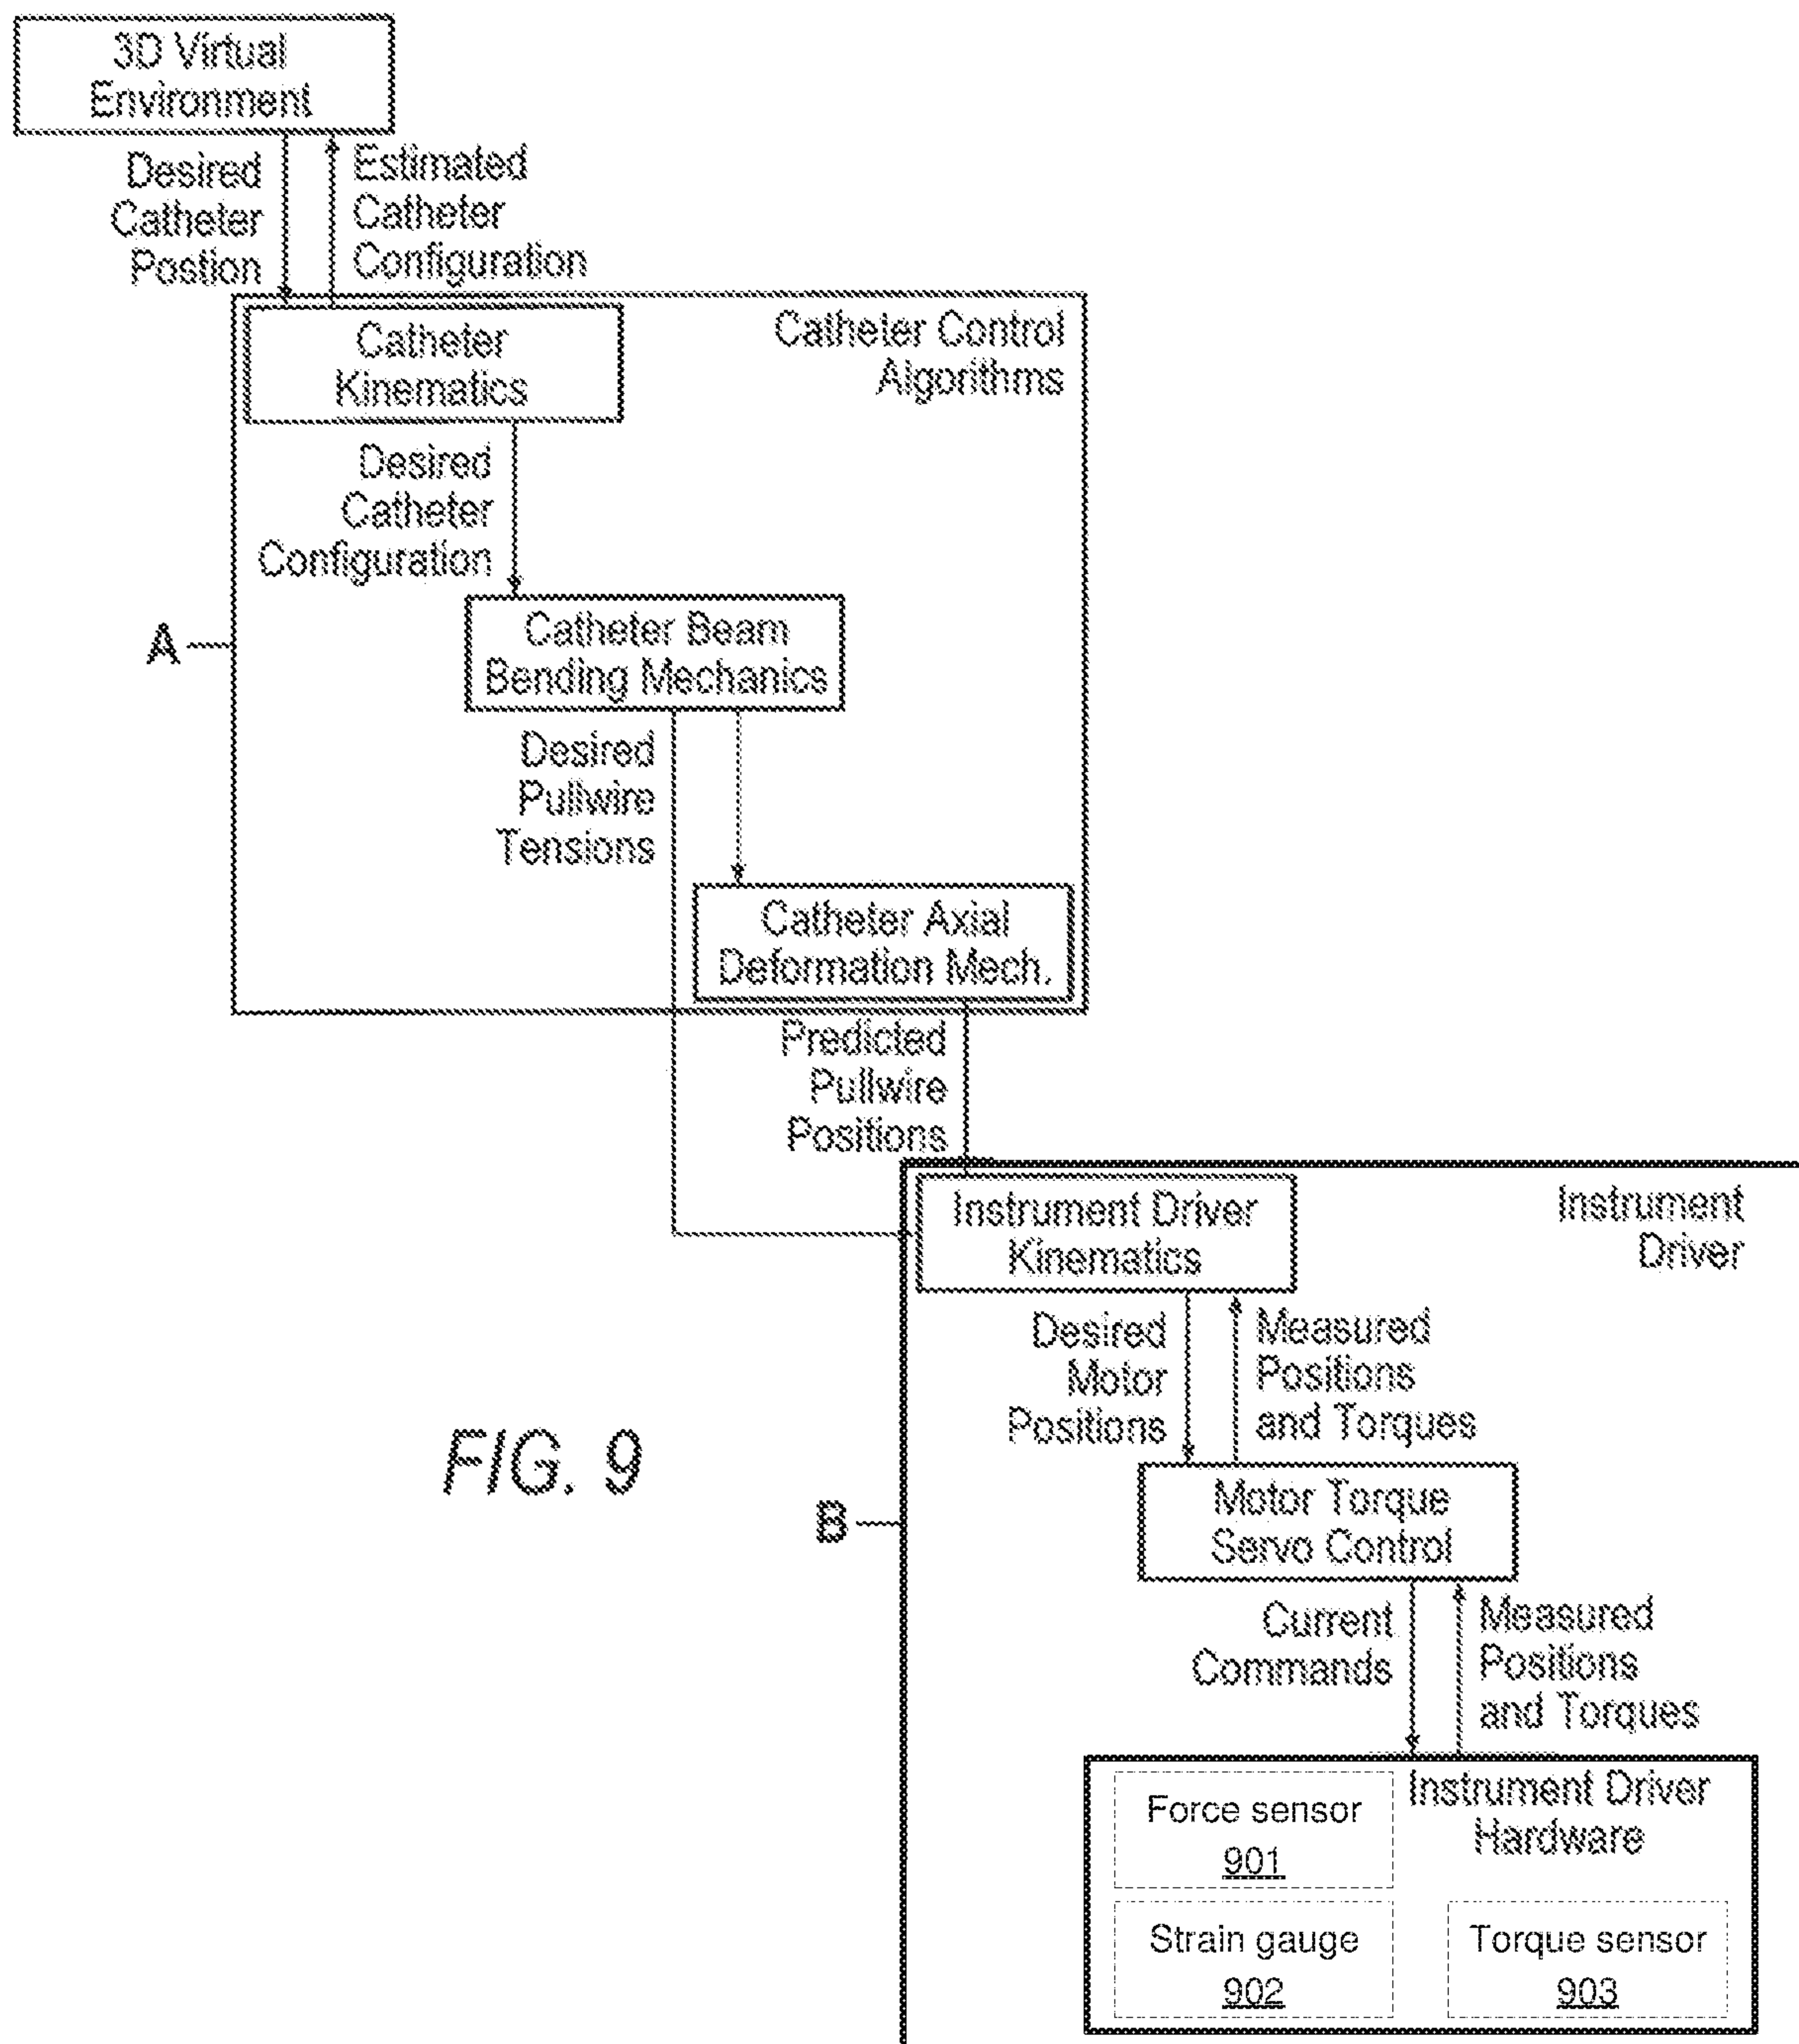 3D Virtual
Environment
Desired
Catheter
Postion
Estimated
Catheter
Configuration
Catheter
Kinematics
Catheter Control
Algorithms
Desired
Catheter
Configuration
A
Catheter Beam
Bending Mechanics
Desired
Pullwire
Tensions
Catheter Axial
Deformation Mech.
Predicted
Pullwire
Positions
Instrument Driver
Kinematics
Instrument
Driver
Desired
Motor
Positions
Measured
Positions
and Torques
FIG. 9
B
Motor Torque
Servo Control
Current
Commands
Measured
Positions
and Torques
Instrument Driver
Hardware
Force sensor
901
Strain gauge
902
Torque sensor
903